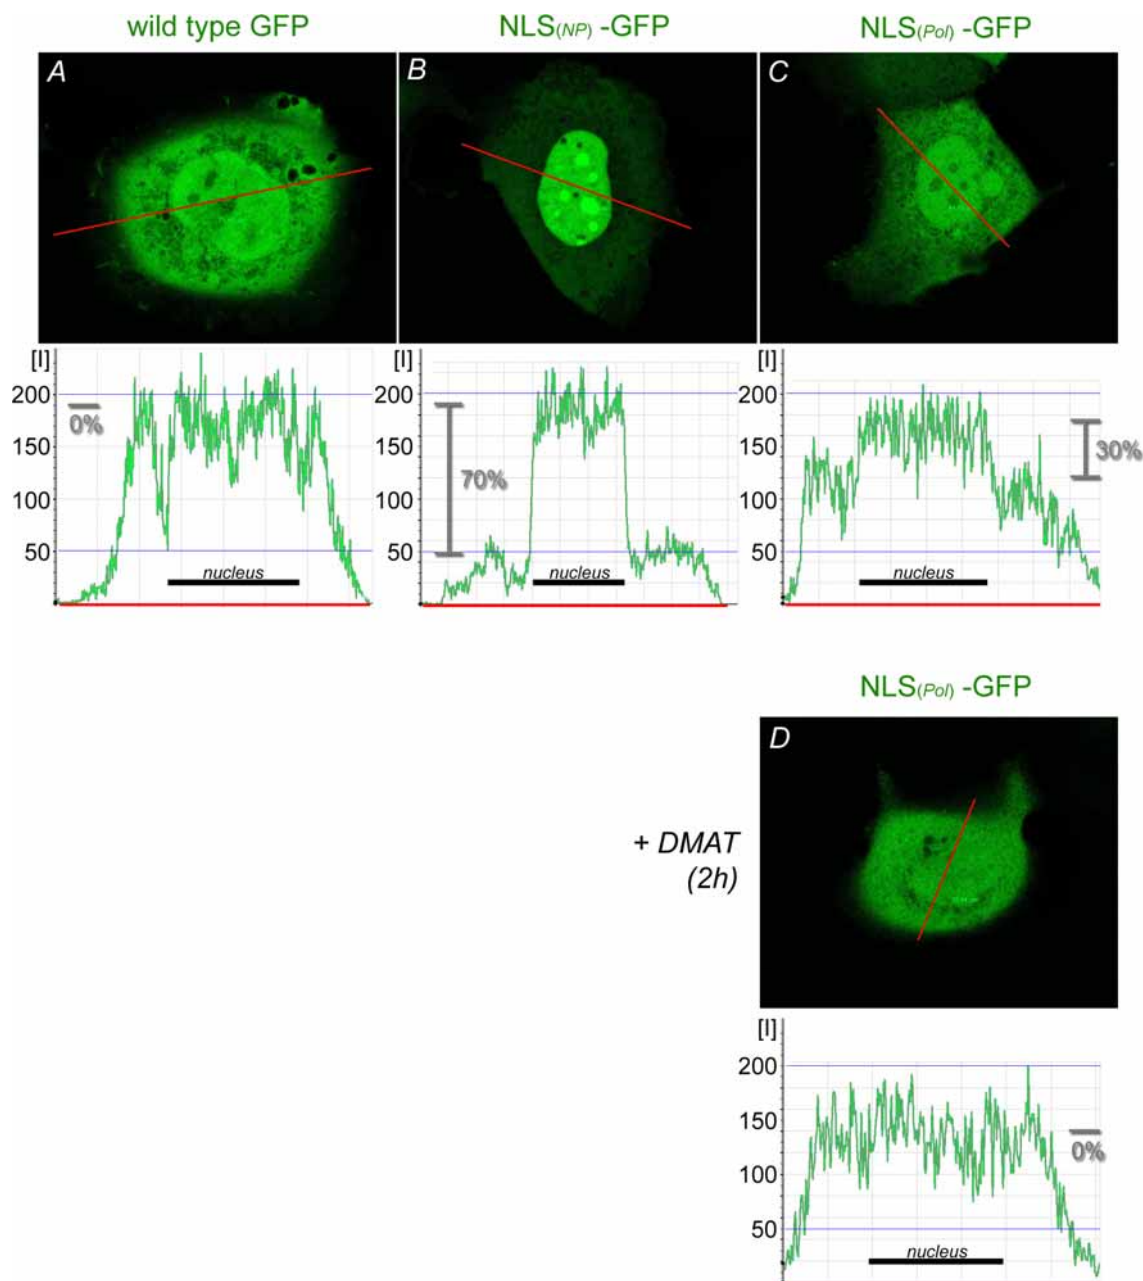 wild type GFP
NLS(NP) -GFP
NLS(Pol) -GFP
A
B
C
[I]
200
150
100
50
0%
nucleus
[I]
200
150
100
50
70%
nucleus
[I]
200
150
100
50
30%
nucleus
NLS(Pol) -GFP
D
+ DMAT
(2h)
[I]
200
150
100
50
0%
nucleus